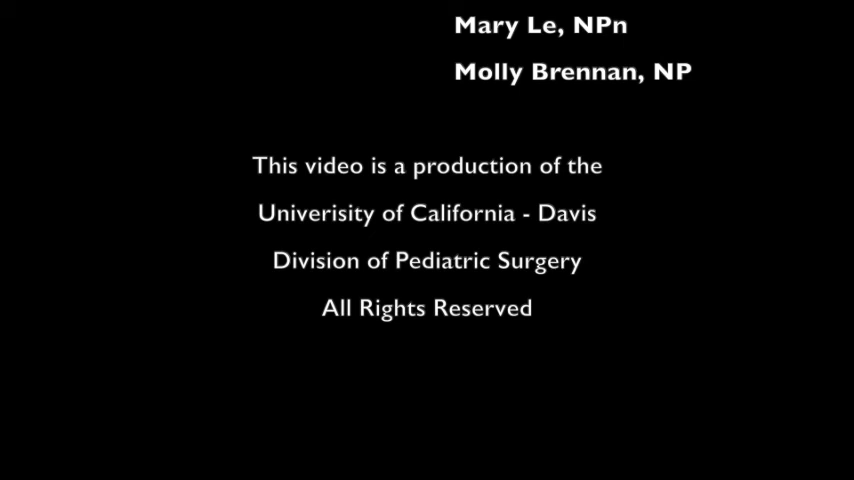 Mary Le, NPn
Molly Brennan, NP
This video is a production of the
Univerisity of California - Davis
Division of Pediatric Surgery
All Rights Reserved